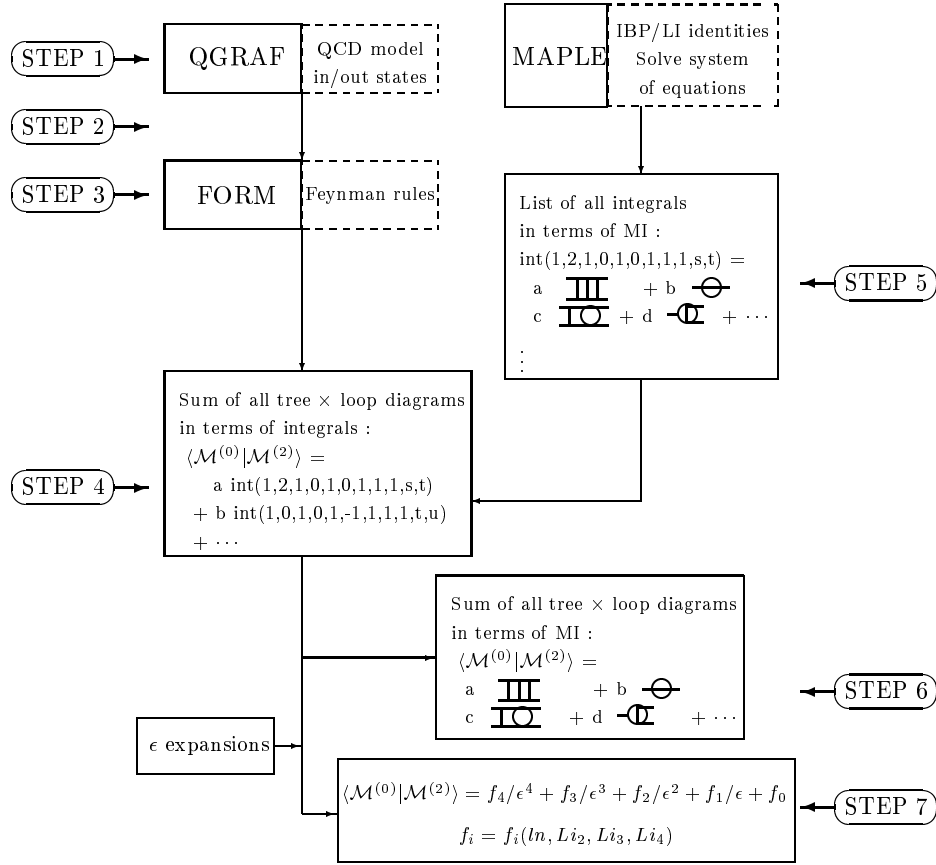 STEP 1
QGRAF
QCD model
in/out states
MAPLE
IBP/LI identities
Solve system
of equations
STEP 2
STEP 3
FORM
Feynman rules
List of all integrals
in terms of MI :
int(1,2,1,0,1,0,1,1,1,s,t) =
a + b
c + d + ···
⋮
STEP 5
STEP 4
Sum of all tree × loop diagrams
in terms of integrals :
⟨M^(0)|M^(2)⟩ =
a int(1,2,1,0,1,0,1,1,1,s,t)
+ b int(1,0,1,0,1,-1,1,1,1,t,u)
+ ···
Sum of all tree × loop diagrams
in terms of MI :
⟨M^(0)|M^(2)⟩ =
a + b
c + d + ···
STEP 6
ϵ expansions
⟨M^(0)|M^(2)⟩ = f_4/ϵ^4 + f_3/ϵ^3 + f_2/ϵ^2 + f_1/ϵ + f_0
f_i = f_i(ln, Li_2, Li_3, Li_4)
STEP 7